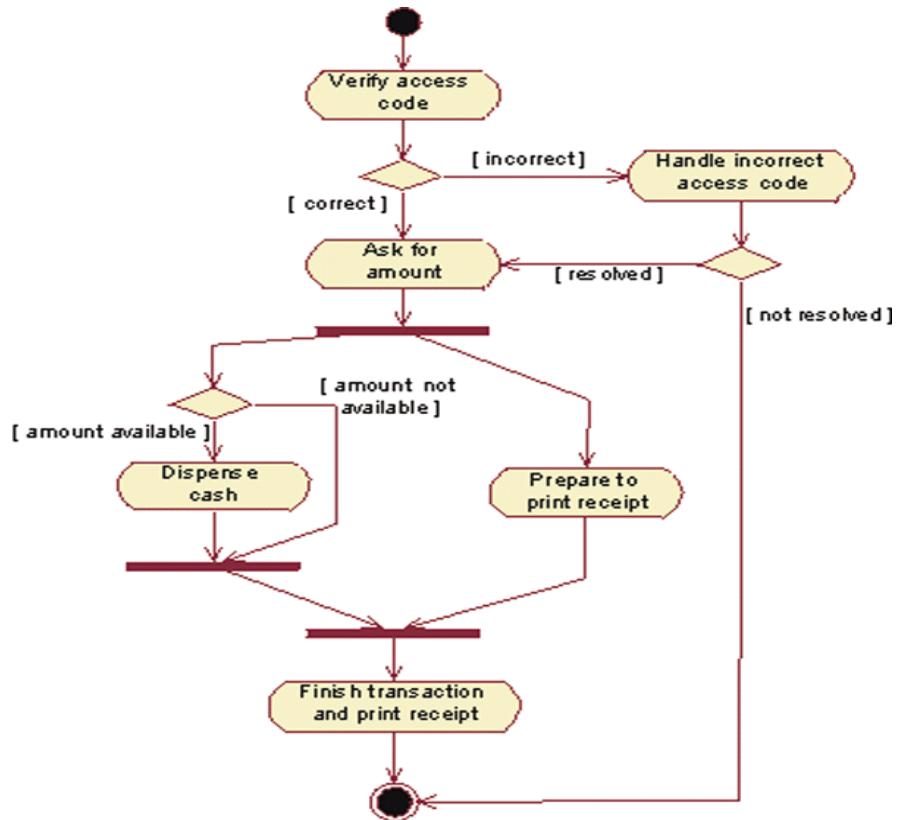 Verify access
code
[ incorrect ]
Handle incorrect
access code
[ correct ]
Ask for
amount
[ resolved ]
[ not resolved ]
[ amount not
available ]
[ amount available ]
Dispense
cash
Prepare to
print receipt
Finish transaction
and print receipt